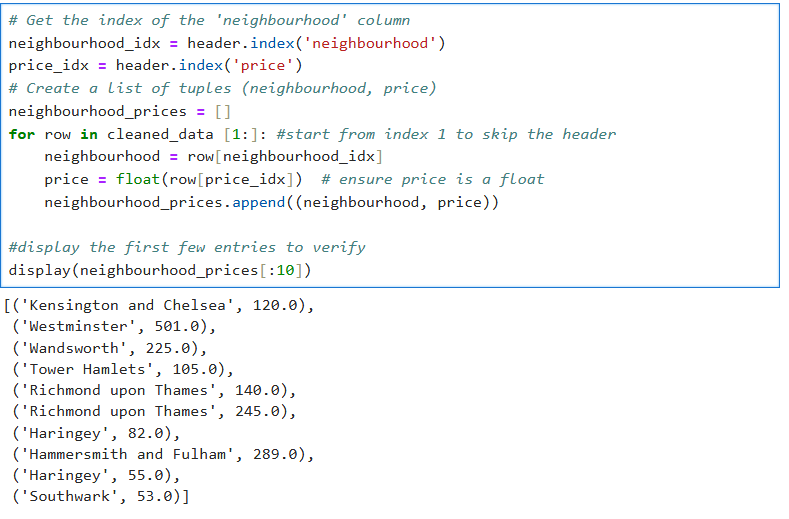 # Get the index of the 'neighbourhood' column
neighbourhood_idx = header.index('neighbourhood')
price_idx = header.index('price')
# Create a list of tuples (neighbourhood, price)
neighbourhood_prices = []
for row in cleaned_data [1:]: #start from index 1 to skip the header
    neighbourhood = row[neighbourhood_idx]
    price = float(row[price_idx])  # ensure price is a float
    neighbourhood_prices.append((neighbourhood, price))

#display the first few entries to verify
display(neighbourhood_prices[:10])
[('Kensington and Chelsea', 120.0),
 ('Westminster', 501.0),
 ('Wandsworth', 225.0),
 ('Tower Hamlets', 105.0),
 ('Richmond upon Thames', 140.0),
 ('Richmond upon Thames', 245.0),
 ('Haringey', 82.0),
 ('Hammersmith and Fulham', 289.0),
 ('Haringey', 55.0),
 ('Southwark', 53.0)]